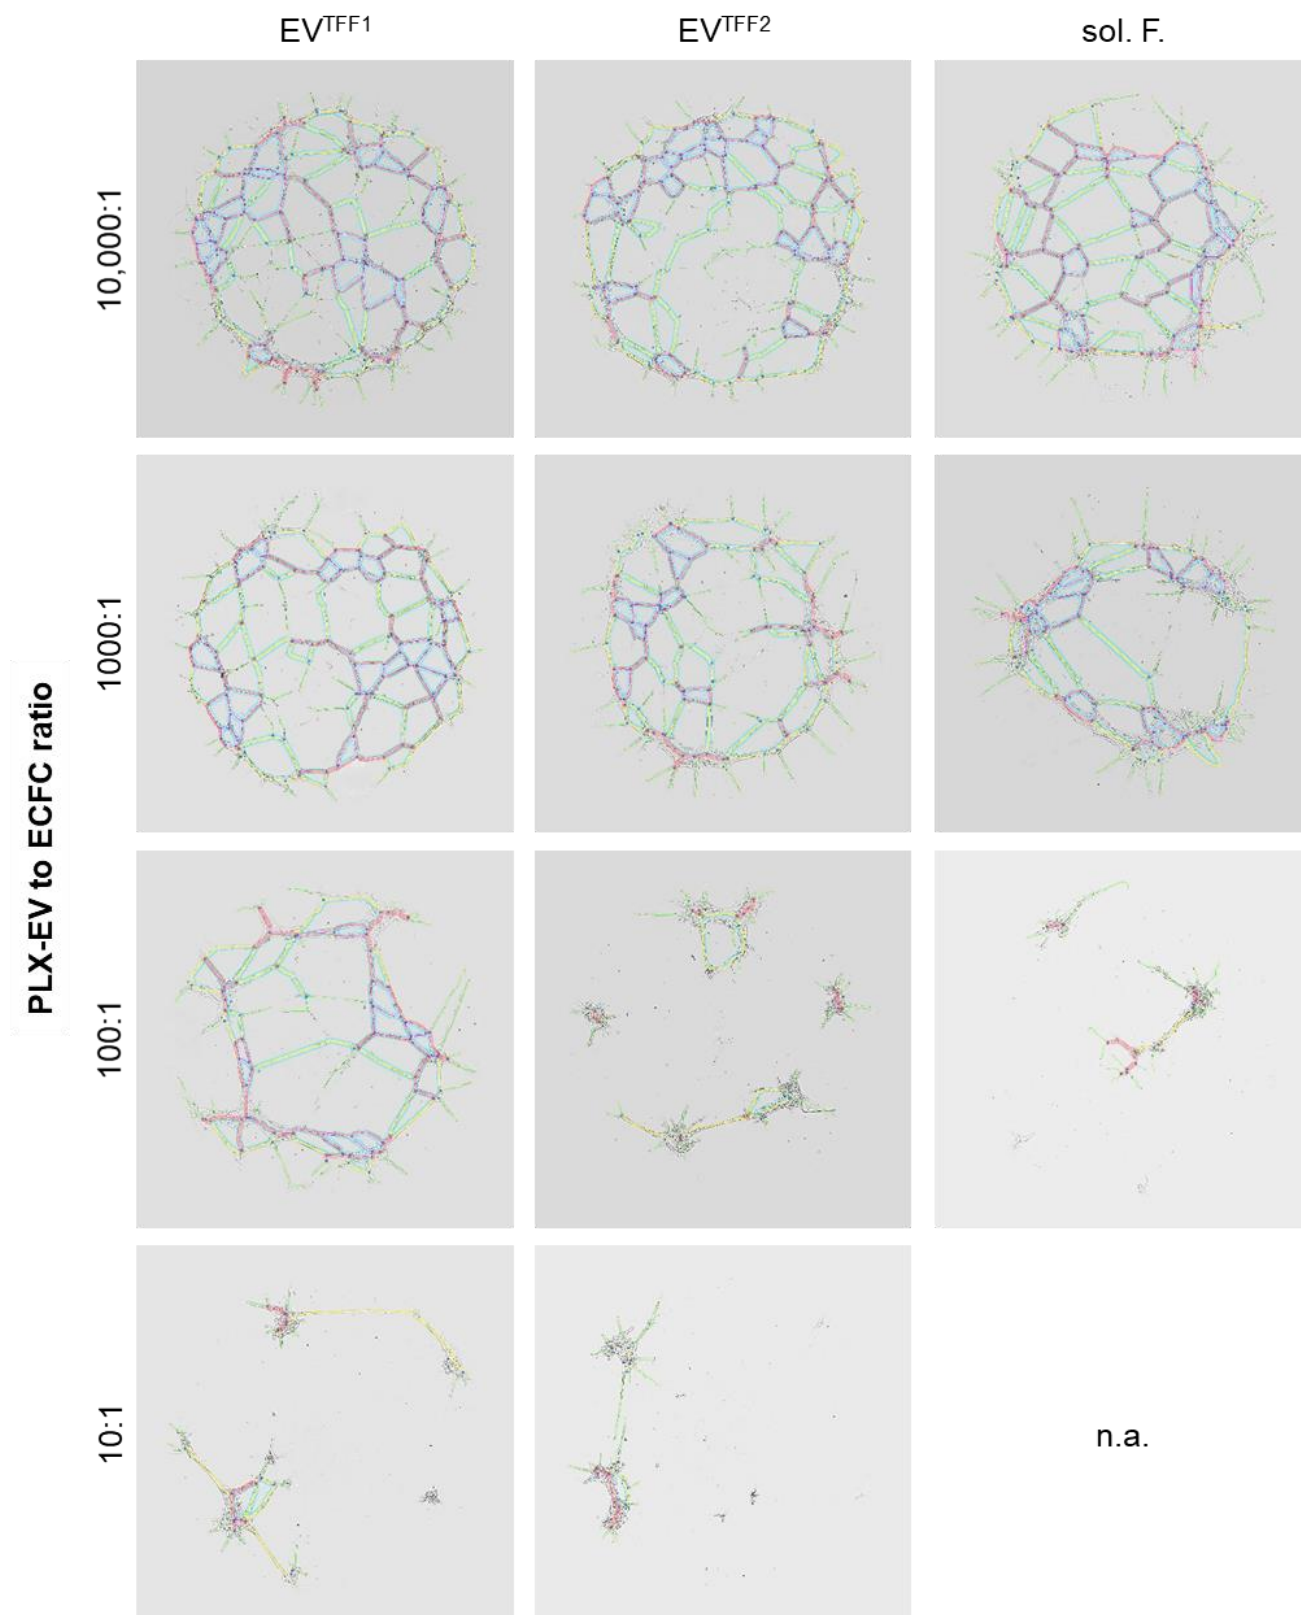 EVTFF1 EVTFF2 sol. F.
PLX-EV to ECFC ratio
10,000:1
1000:1
100:1
10:1 n.a.